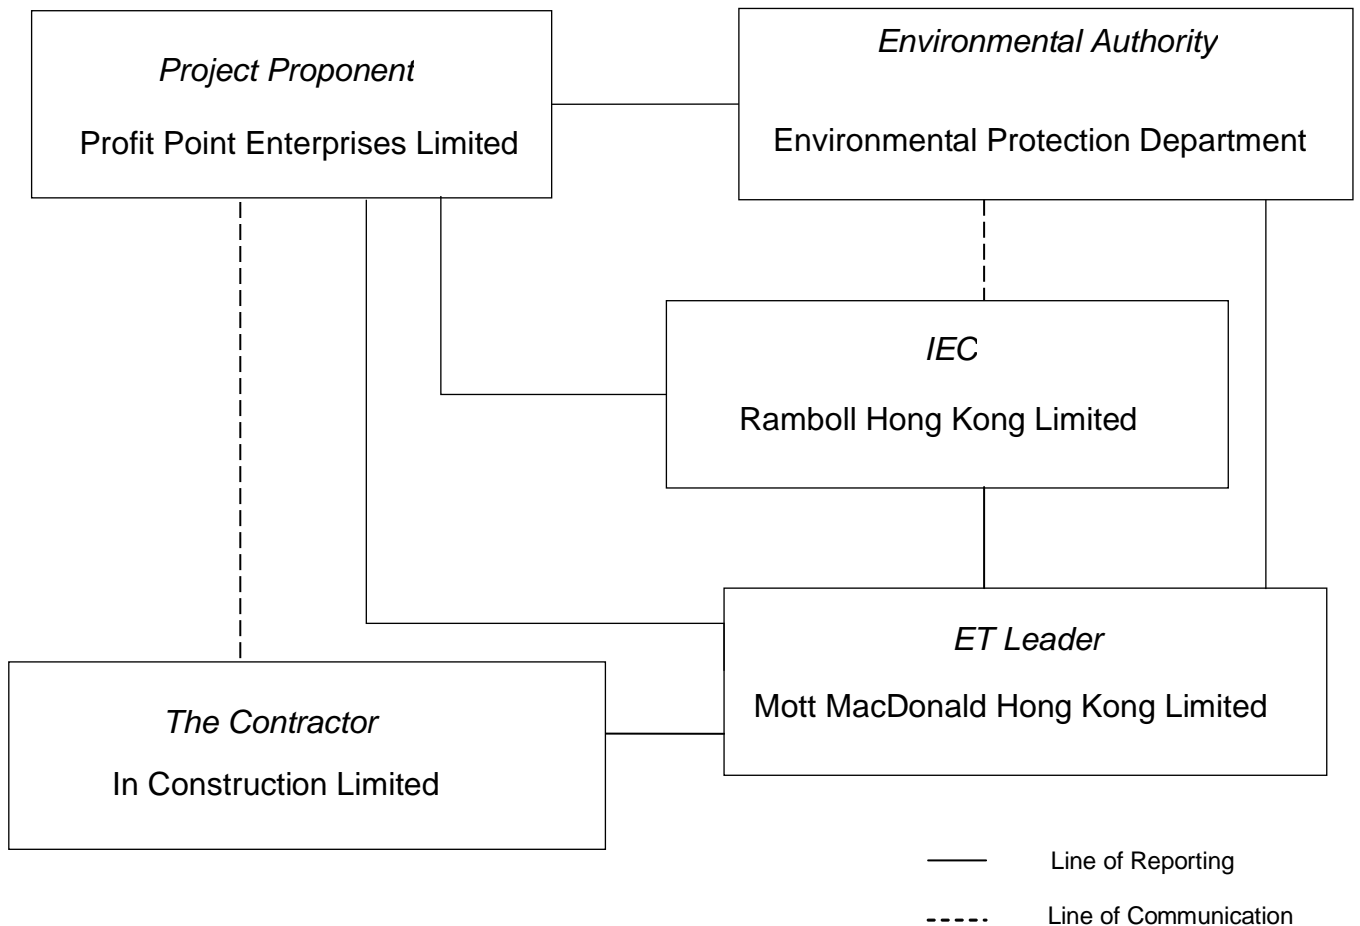 Project Proponent
Profit Point Enterprises Limited
Environmental Authority
Environmental Protection Department
IEC
Ramboll Hong Kong Limited
ET Leader
Mott MacDonald Hong Kong Limited
The Contractor
In Construction Limited
Line of Reporting
Line of Communication